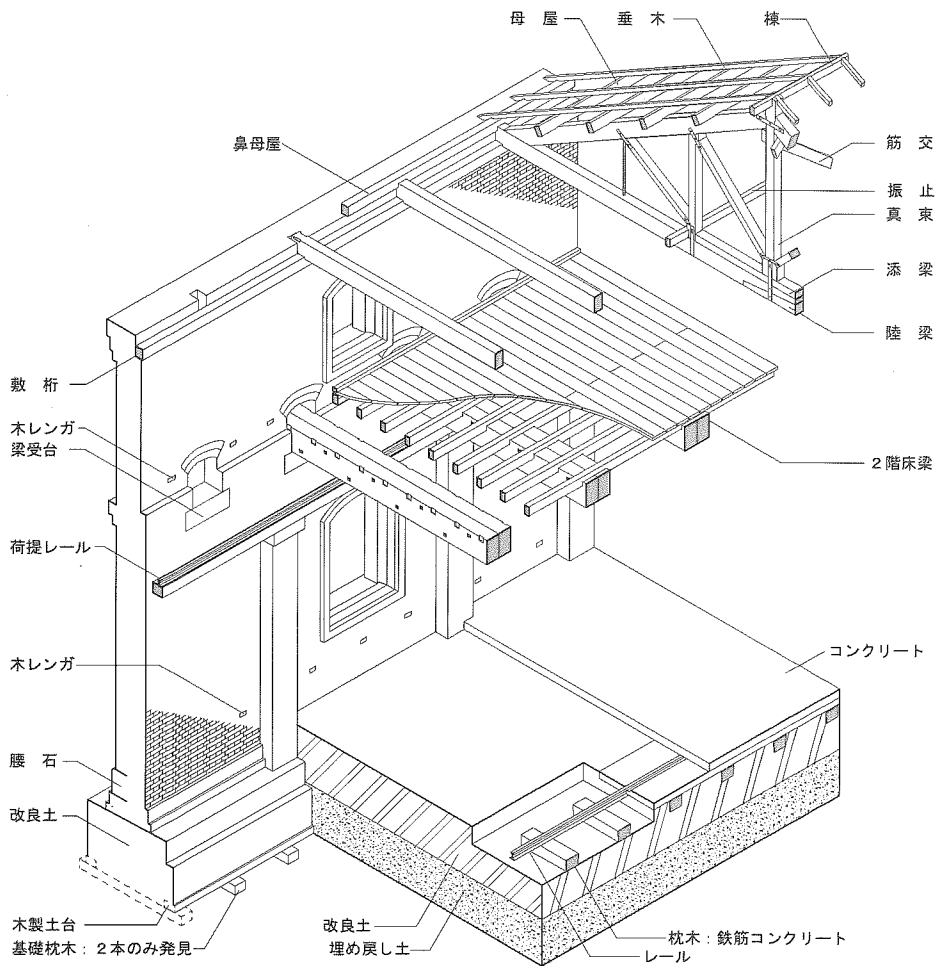 母屋
垂木
棟
鼻母屋
筋交
振止
真束
添梁
陸梁
敷桁
木レンガ
梁受台
2階床梁
荷提レール
コンクリート
木レンガ
腰石
改良土
木製土台
基礎枕木：2本のみ発見
改良土
埋め戻し土
枕木：鉄筋コンクリート
レール